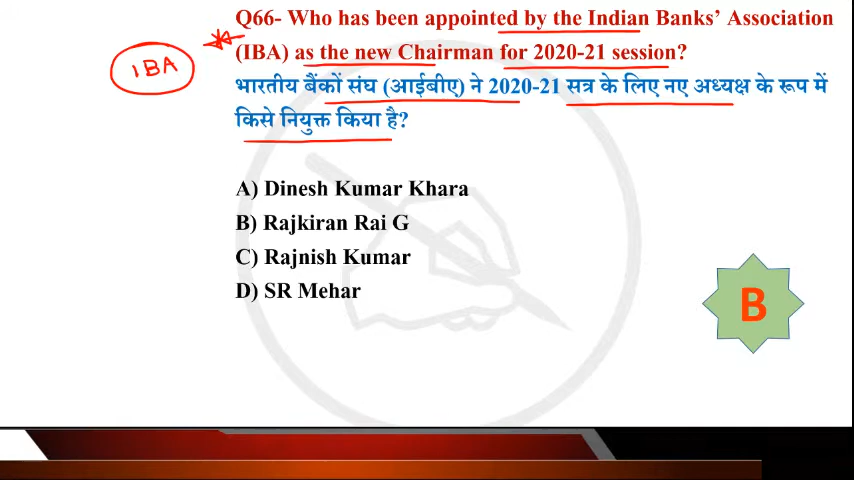 Q66- Who has been appointed by the Indian Banks' Association
(IBA) as the new Chairman for 2020-21 session?
IBA
भारतीय बैंकों संघ (आईबीए) ने 2020-21 सत्र के लिए नए अध्यक्ष के रूप में
किसे नियुक्त किया है?
A) Dinesh Kumar Khara
B) Rajkiran Rai G
C) Rajnish Kumar
D) SR Mehar
B